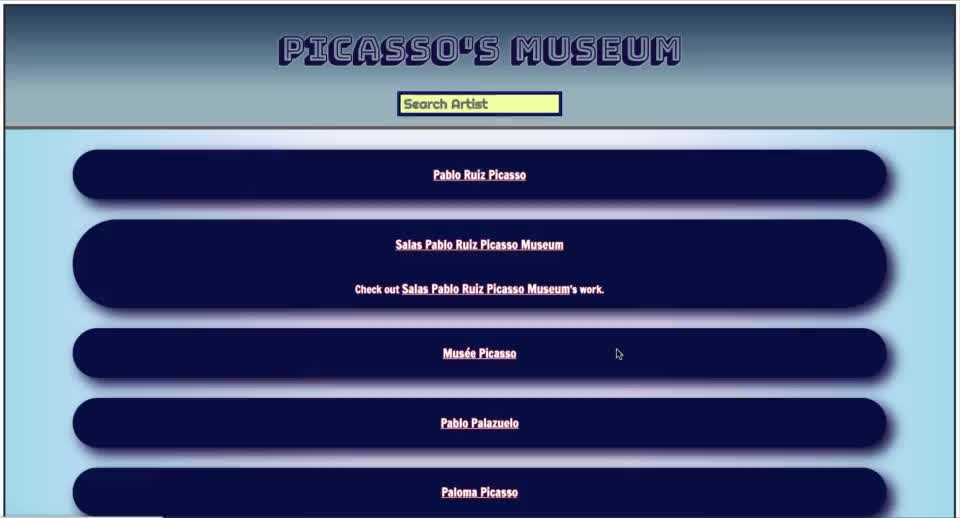 PICASSO'S MUSEUM
Search Artist
Pablo Ruiz Picasso
Salas Pablo Ruiz Picasso Museum
Check out Salas Pablo Ruiz Picasso Museum's work.
Musée Picasso
Pablo Palazuelo
Paloma Picasso